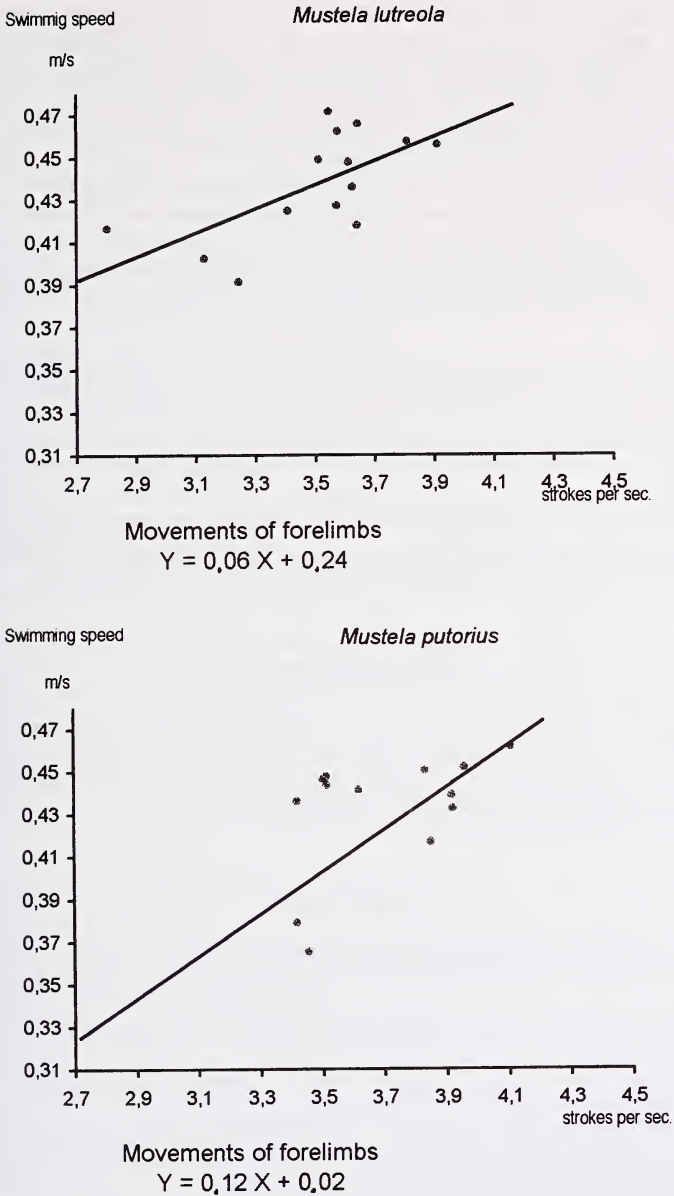 Swimmig speed
Mustela lutreola
m/s
0,47
0,45
0,43
0,41
0,39
0,37
0,35
0,33
0,31
2,7 2,9 3,1 3,3 3,5 3,7 3,9 4,1 4,3 4,5
strokes per sec.
Movements of forelimbs
Y = 0,06 X + 0,24
Swimming speed
Mustela putorius
m/s
0,47
0,45
0,43
0,41
0,39
0,37
0,35
0,33
0,31
2,7 2,9 3,1 3,3 3,5 3,7 3,9 4,1 4,3 4,5
strokes per sec.
Movements of forelimbs
Y = 0,12 X + 0,02